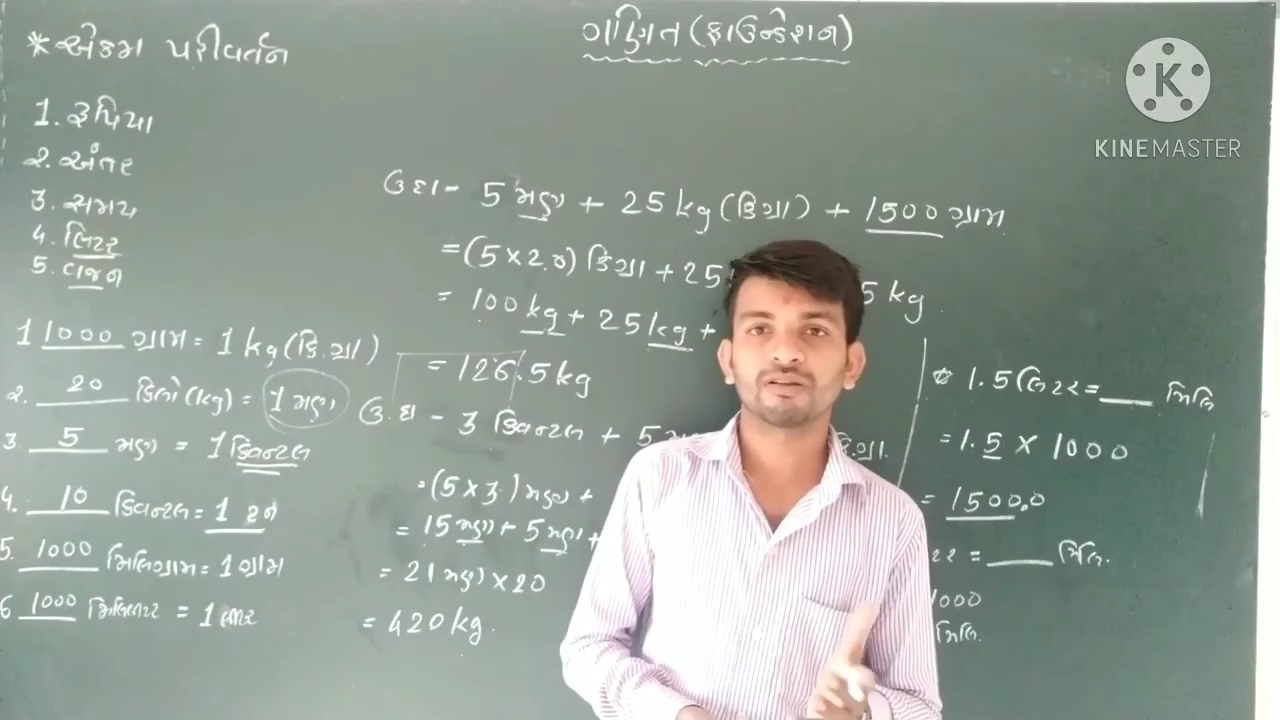 ગણિત (ફાઉન્ડેશન)
* એકમ પરીવર્તન
1. રૂપિયા
2. અંતર
3. સમય
4. લિટર
5. વજન
1 1000 ગ્રામ = 1 kg (કિ.ગ્રા)
2. 20 કિલો (kg) = 1 મણ
3 5 મણ = 1 ક્વિન્ટલ
4. 10 ક્વિન્ટલ = 1 ટન
5. 1000 મિલિગ્રામ = 1 ગ્રામ
6 1000 = 1
ઉદા - 5 મણ + 25 kg (કિગ્રા) + 1500 ગ્રામ
= (5 × 20) કિગ્રા + 25 5 kg
= 100 kg + 25 kg +
= 126.5 kg
ઉદા - 3 ક્વિન્ટલ + 5 કિ.ગ્રા.
= (5 × 3) મણ +
= 15 મણ + 5 મણ +
= 21 મણ × 20
= 420 kg.
* 1.5 લિટર = ___ મિલિ
= 1.5 × 1000
= 1500.0
= ___ મિલિ.
1000
મિલિ.
KINEMASTER